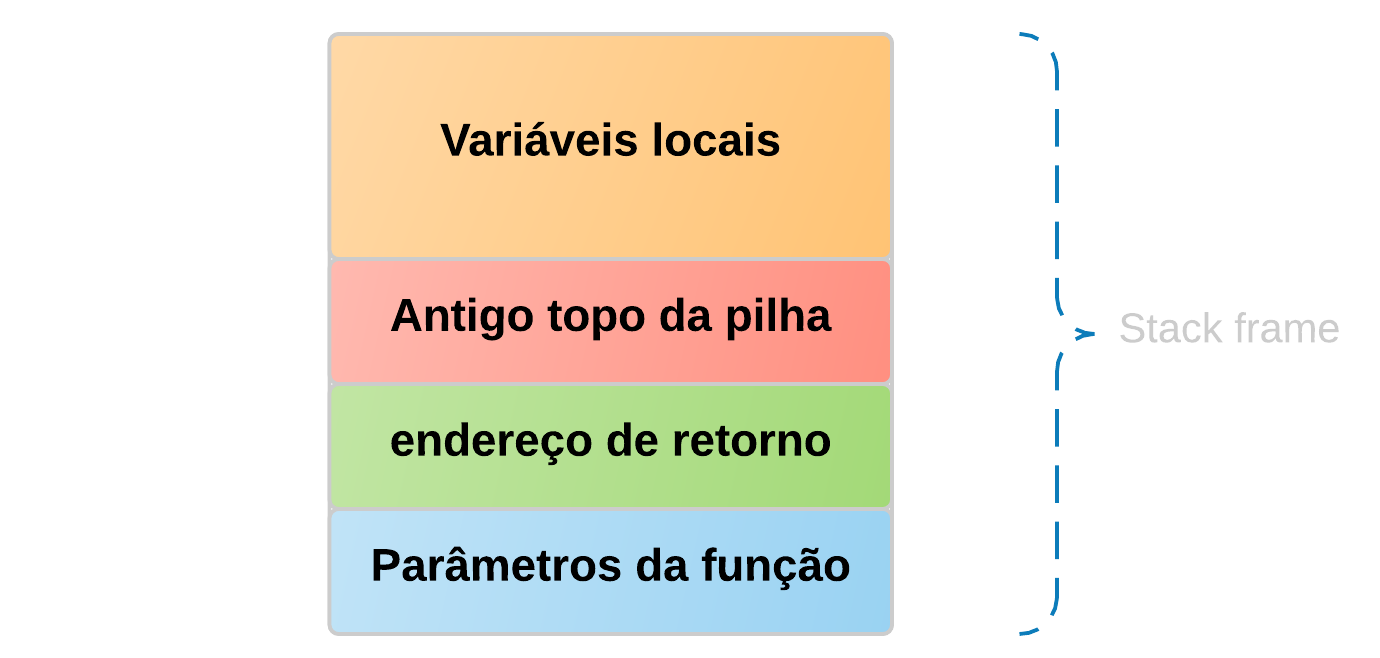 Variáveis locais
Antigo topo da pilha
Stack frame
endereço de retorno
Parâmetros da função